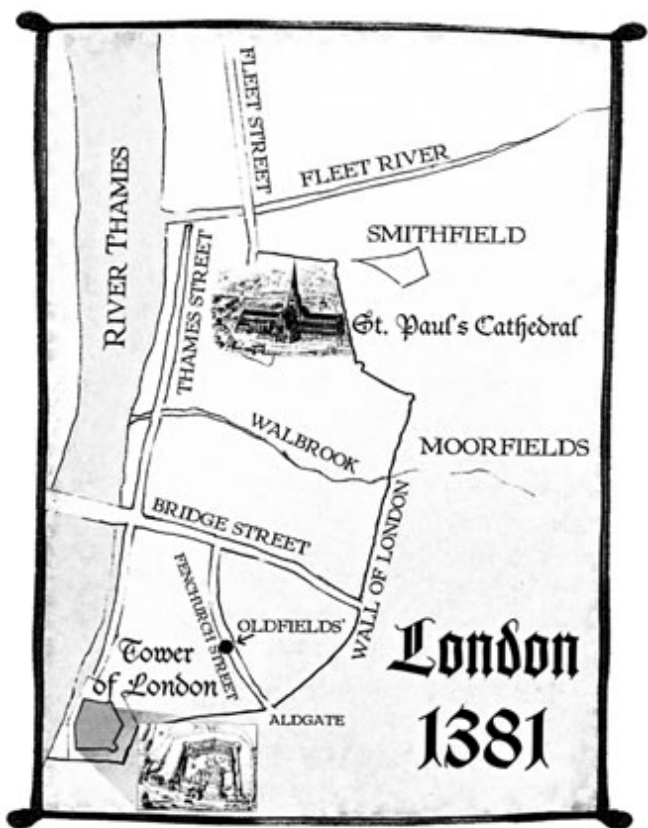 FLEET STREET
RIVER THAMES
FLEET RIVER
SMITHFIELD
THAMES STREET
St. Paul's Cathedral
WALBROOK
MOORFIELDS
BRIDGE STREET
WALL OF LONDON
FENCHURCH STREET
OLDFIELDS'
Tower
of London
ALDGATE
London
1381